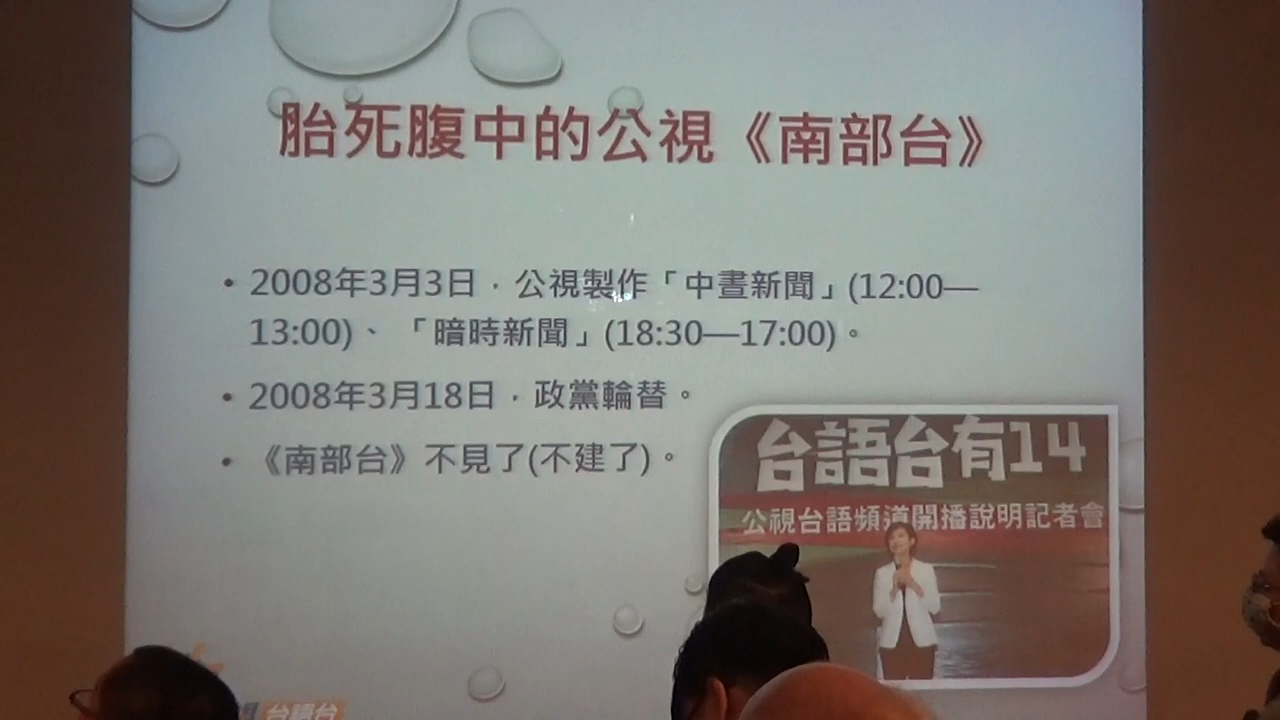 胎死腹中的公視《南部台》
• 2008年3月3日，公視製作「中晝新聞」(12:00—
13:00)、「暗時新聞」(18:30—17:00)。
• 2008年3月18日，政黨輪替。
• 《南部台》不見了(不建了)。
台語台有14
公視台語頻道開播說明記者會
台語台